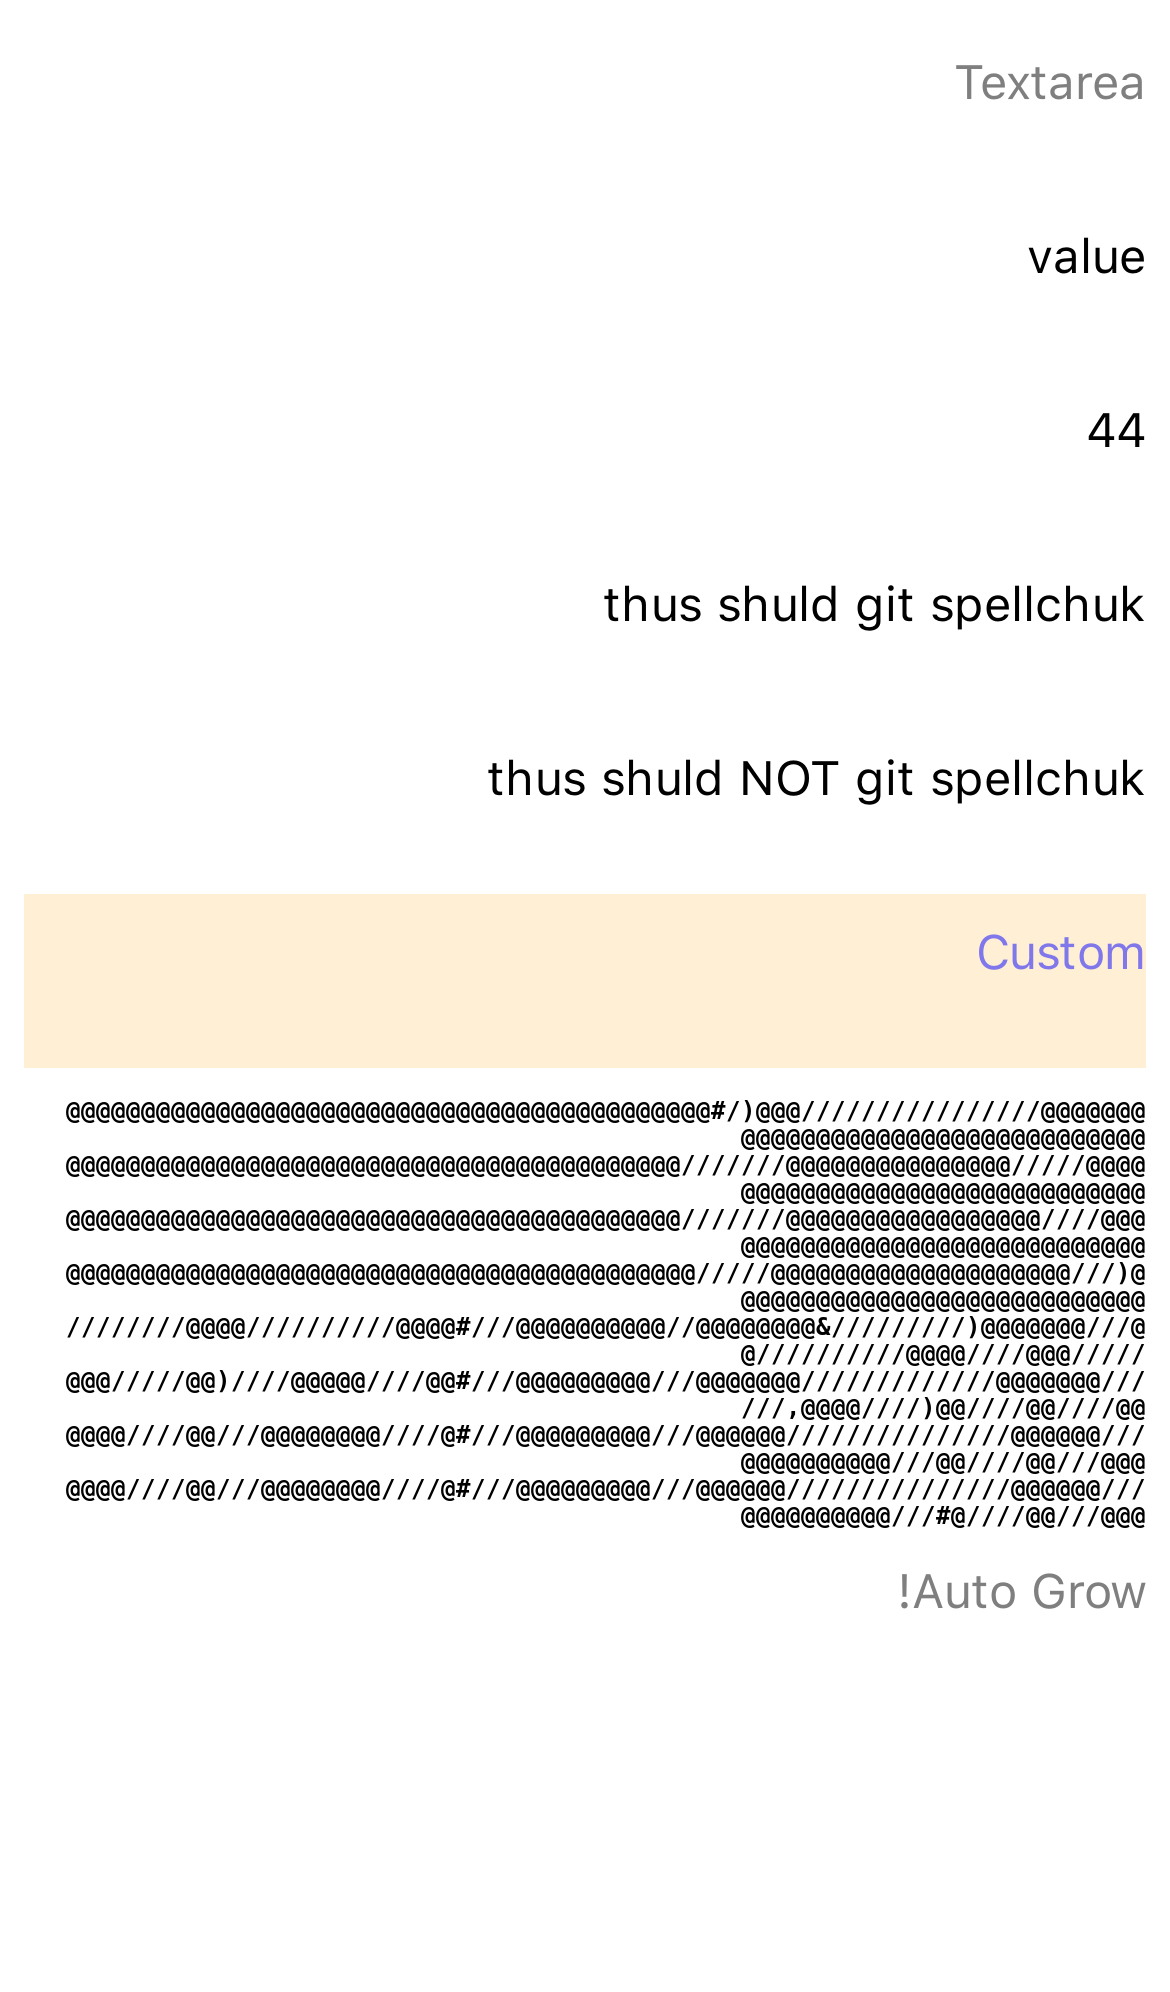 Textarea
value
44
thus shuld git spellchuk
thus shuld NOT git spellchuk
Custom
@@@@@@@@@@@@@@@@@@@@@@@@@@@@@@@@@@@@@@@@@@@#/)@@@////////////////@@@@@@@
@@@@@@@@@@@@@@@@@@@@@@@@@@@
@@@@@@@@@@@@@@@@@@@@@@@@@@@@@@@@@@@@@@@@@///////@@@@@@@@@@@@@@@/////@@@@
@@@@@@@@@@@@@@@@@@@@@@@@@@@
@@@@@@@@@@@@@@@@@@@@@@@@@@@@@@@@@@@@@@@@@///////@@@@@@@@@@@@@@@@@////@@@
@@@@@@@@@@@@@@@@@@@@@@@@@@@
@@@@@@@@@@@@@@@@@@@@@@@@@@@@@@@@@@@@@@@@@@/////@@@@@@@@@@@@@@@@@@@@///)@
@@@@@@@@@@@@@@@@@@@@@@@@@@@
////////@@@@//////////@@@@#///@@@@@@@@@@//@@@@@@@@&/////////)@@@@@@@///@
@//////////@@@@////@@@/////
@@@/////@@)////@@@@@////@@#///@@@@@@@@@///@@@@@@@/////////////@@@@@@@///
///,@@@@////)@@////@@////@@
@@@@////@@///@@@@@@@@////@#///@@@@@@@@@///@@@@@@///////////////@@@@@@///
@@@@@@@@@@///@@////@@///@@@
@@@@////@@///@@@@@@@@////@#///@@@@@@@@@///@@@@@@///////////////@@@@@@///
@@@@@@@@@@///#@////@@///@@@
!Auto Grow